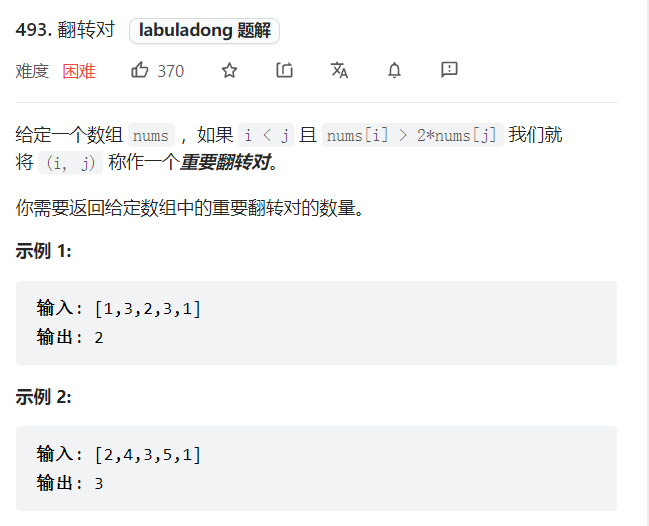 493. 翻转对 labuladong 题解
难度 困难 370
给定一个数组 nums ，如果 i < j 且 nums[i] > 2*nums[j] 我们就
将 (i, j) 称作一个重要翻转对。
你需要返回给定数组中的重要翻转对的数量。
示例 1:
输入: [1,3,2,3,1]
输出: 2
示例 2:
输入: [2,4,3,5,1]
输出: 3